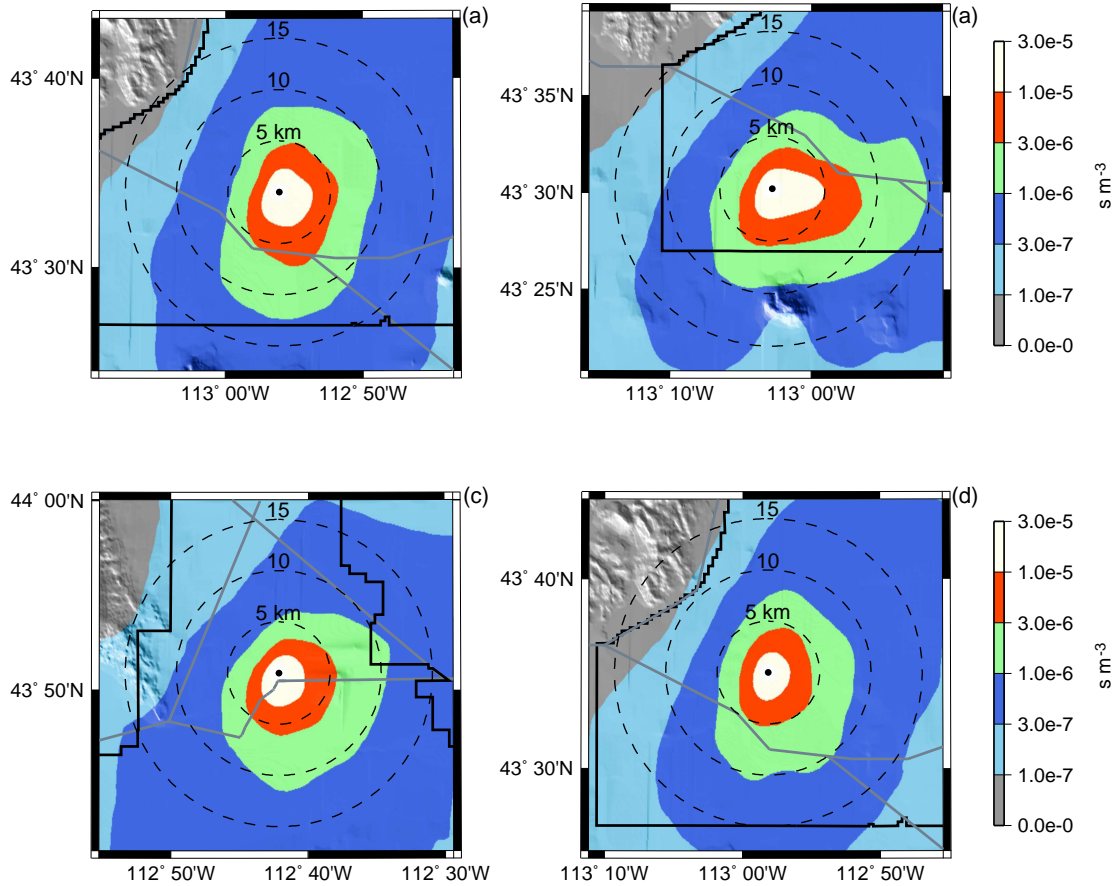 (a)
15
10
5 km
43° 40'N
43° 30'N
113° 00'W
112° 50'W
(a)
15
10
5 km
43° 35'N
43° 30'N
43° 25'N
113° 10'W
113° 00'W
3.0e-5
1.0e-5
3.0e-6
1.0e-6
3.0e-7
1.0e-7
0.0e-0
s m⁻³
(c)
15
10
5 km
44° 00'N
43° 50'N
112° 50'W
112° 40'W
112° 30'W
(d)
15
10
5 km
43° 40'N
43° 30'N
113° 10'W
113° 00'W
112° 50'W
3.0e-5
1.0e-5
3.0e-6
1.0e-6
3.0e-7
1.0e-7
0.0e-0
s m⁻³